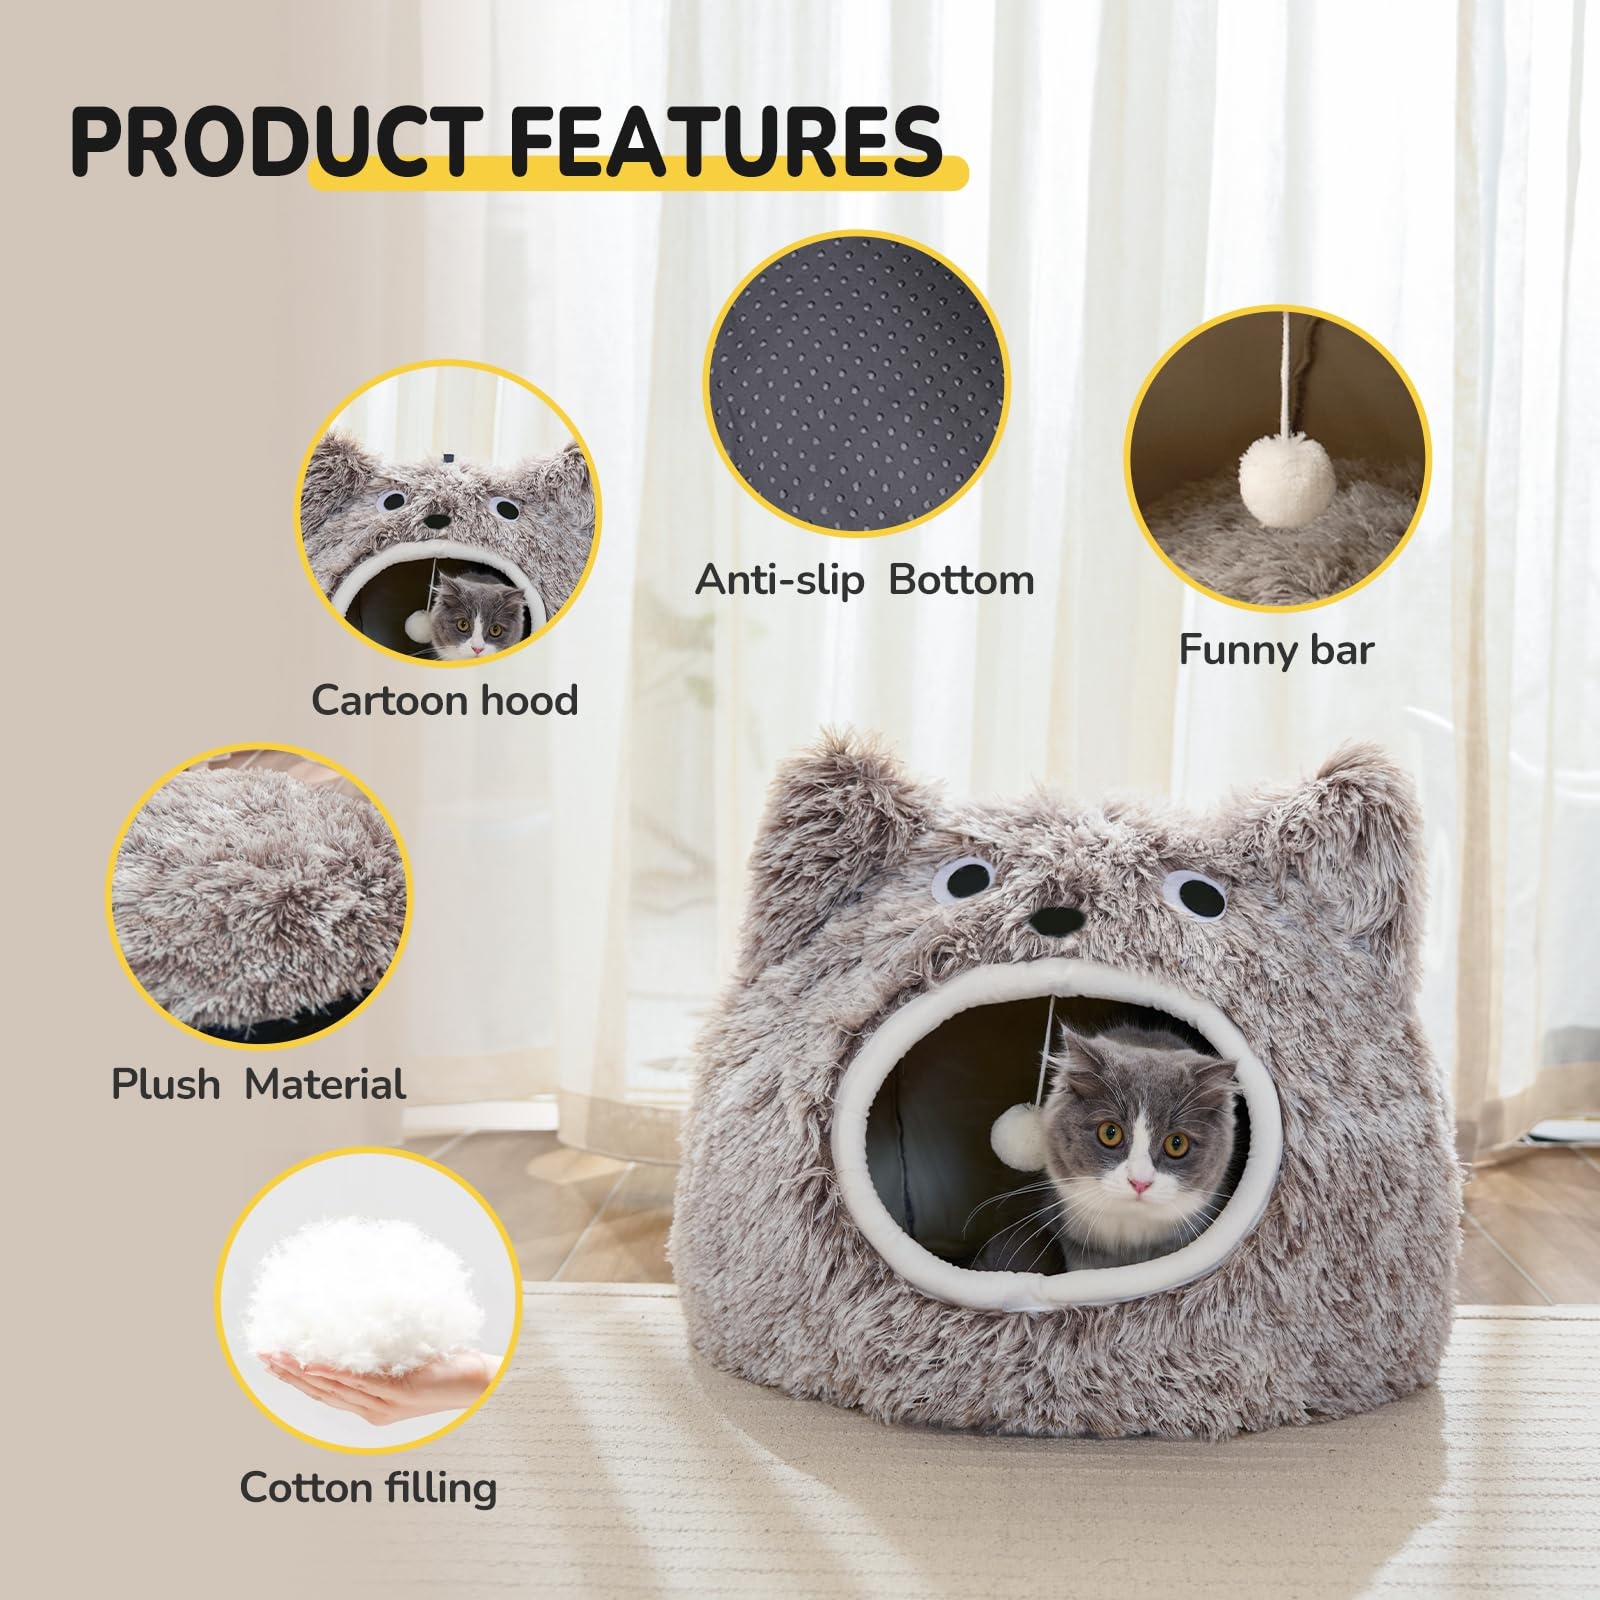 PRODUCT FEATURES
Anti-slip Bottom
Funny bar
Cartoon hood
Plush Material
Cotton filling